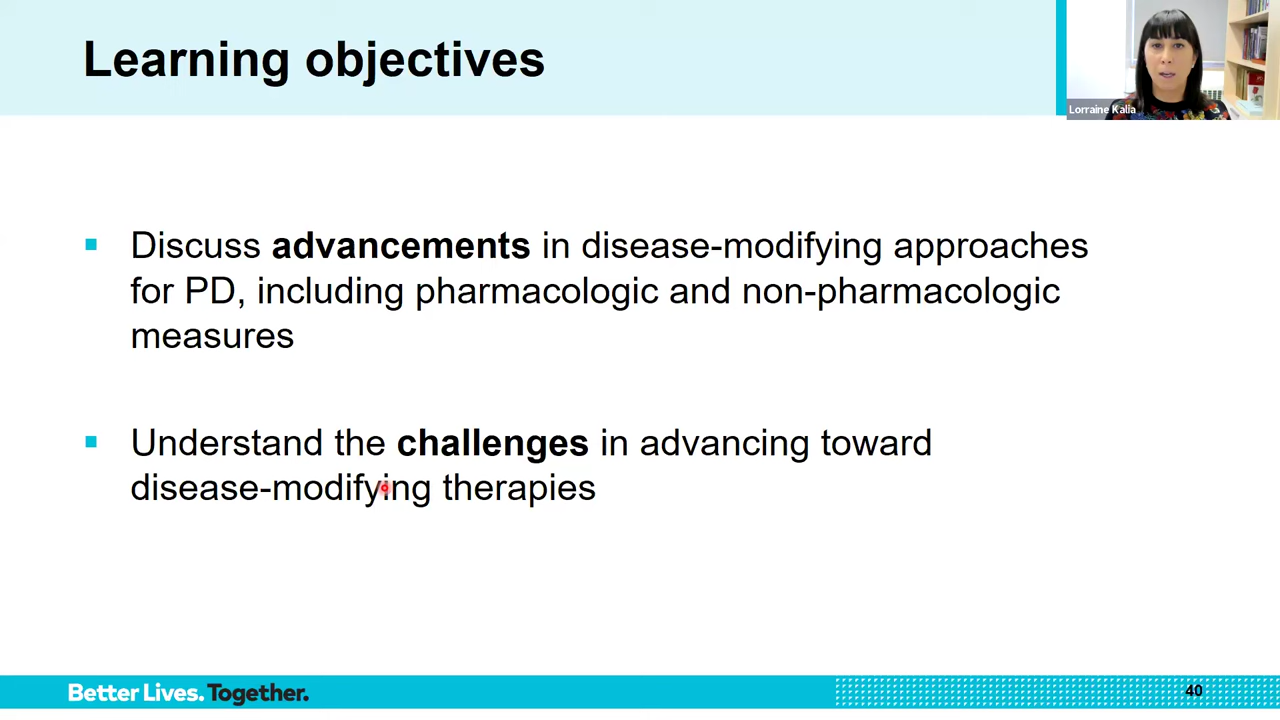 Learning objectives
Lorraine Kalia
Discuss advancements in disease-modifying approaches
for PD, including pharmacologic and non-pharmacologic
measures
Understand the challenges in advancing toward
disease-modifying therapies
Better Lives. Together.
40